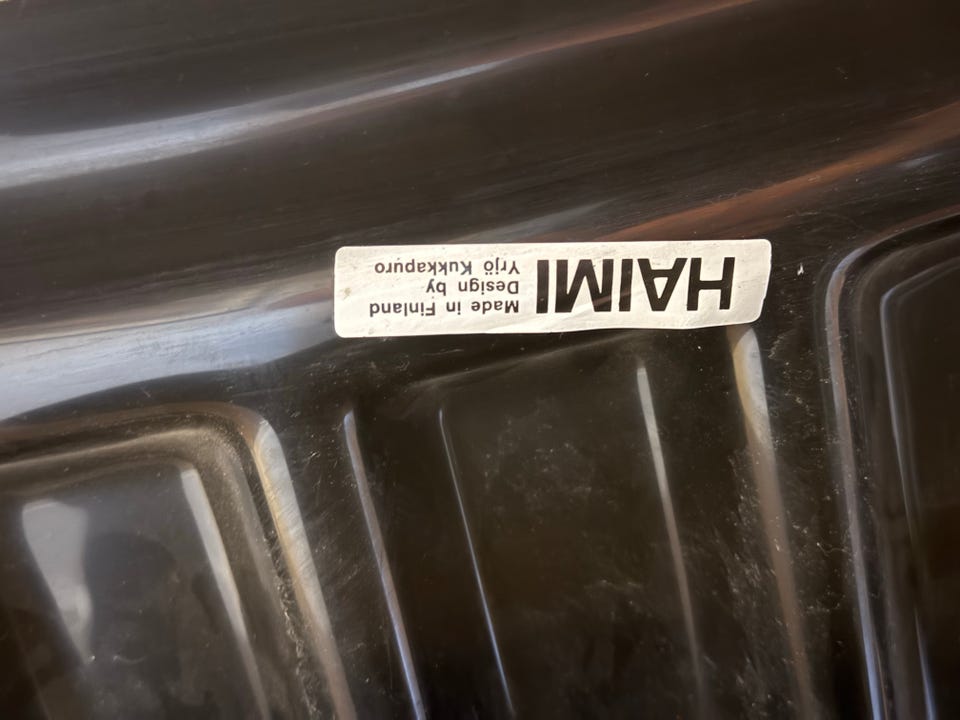 HAIMI
Made in Finland
Design by
Yrjö Kukkapuro